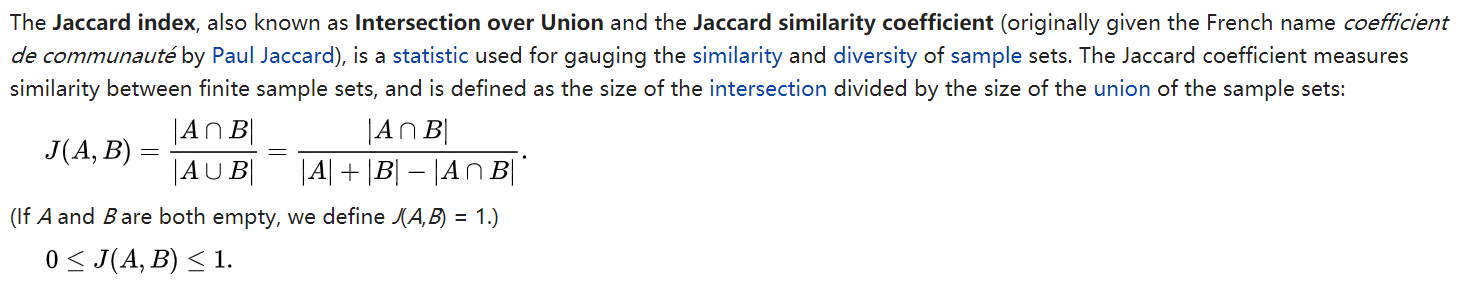 The Jaccard index, also known as Intersection over Union and the Jaccard similarity coefficient (originally given the French name coefficient
de communauté by Paul Jaccard), is a statistic used for gauging the similarity and diversity of sample sets. The Jaccard coefficient measures
similarity between finite sample sets, and is defined as the size of the intersection divided by the size of the union of the sample sets:
J(A, B) = |A ∩ B| / |A ∪ B| = |A ∩ B| / (|A| + |B| − |A ∩ B|).
(If A and B are both empty, we define J(A,B) = 1.)
0 ≤ J(A, B) ≤ 1.